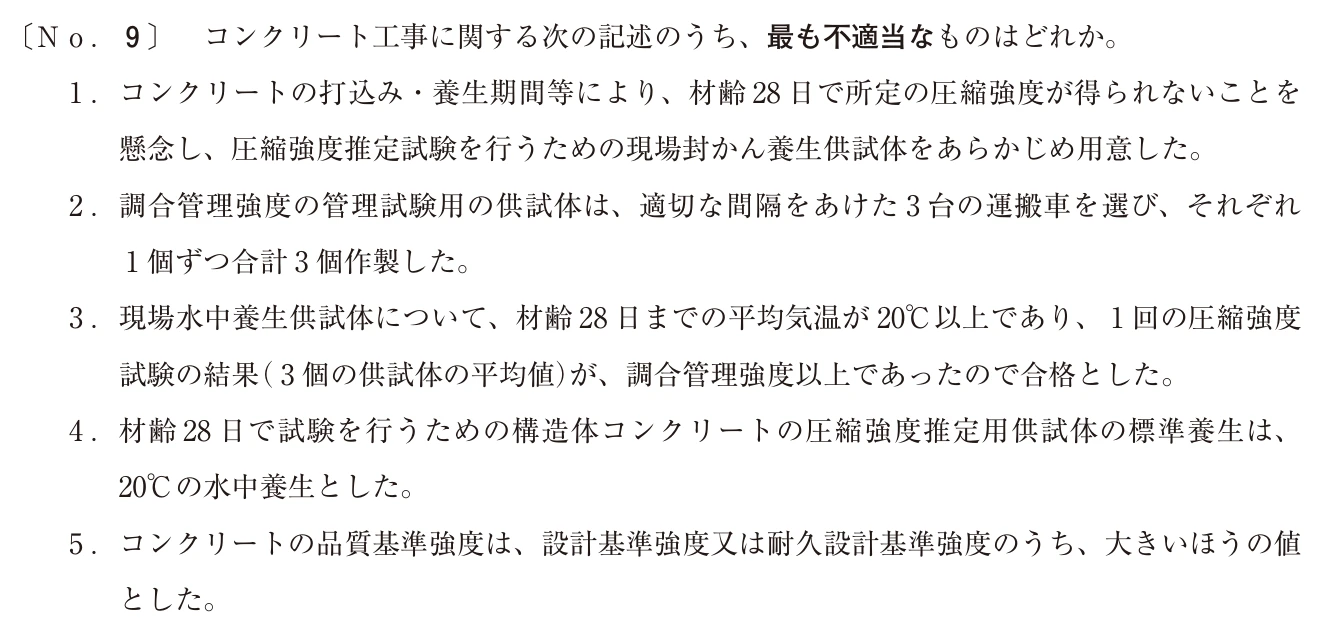 〔No. 9〕 コンクリート工事に関する次の記述のうち、最も不適当なものはどれか。
1. コンクリートの打込み・養生期間等により、材齢28日で所定の圧縮強度が得られないことを
懸念し、圧縮強度推定試験を行うための現場封かん養生供試体をあらかじめ用意した。
2. 調合管理強度の管理試験用の供試体は、適切な間隔をあけた3台の運搬車を選び、それぞれ
1個ずつ合計3個作製した。
3. 現場水中養生供試体について、材齢28日までの平均気温が20℃以上であり、1回の圧縮強度
試験の結果(3個の供試体の平均値)が、調合管理強度以上であったので合格とした。
4. 材齢28日で試験を行うための構造体コンクリートの圧縮強度推定用供試体の標準養生は、
20℃の水中養生とした。
5. コンクリートの品質基準強度は、設計基準強度又は耐久設計基準強度のうち、大きいほうの値
とした。